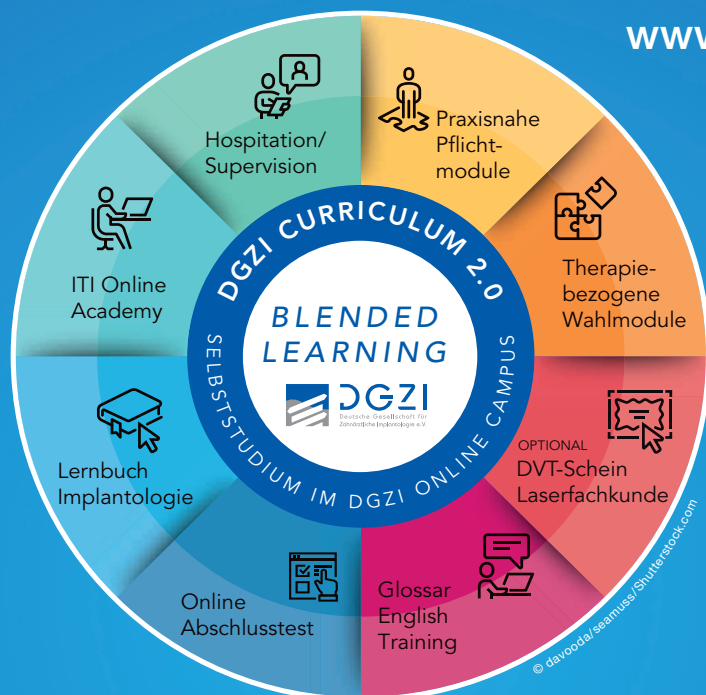 WWW
Hospitation/
Supervision
Praxisnahe
Pflicht-
module
ITI Online
Academy
Therapie-
bezogene
Wahlmodule
DGZI CURRICULUM 2.0
BLENDED
LEARNING
DGZI
Deutsche Gesellschaft für
Zahnärztliche Implantologie e.V.
SELBSTSTUDIUM IM DGZI ONLINE CAMPUS
Lernbuch
Implantologie
OPTIONAL
DVT-Schein
Laserfachkunde
Online
Abschlusstest
Glossar
English
Training
© davooda/seamuss/Shutterstock.com